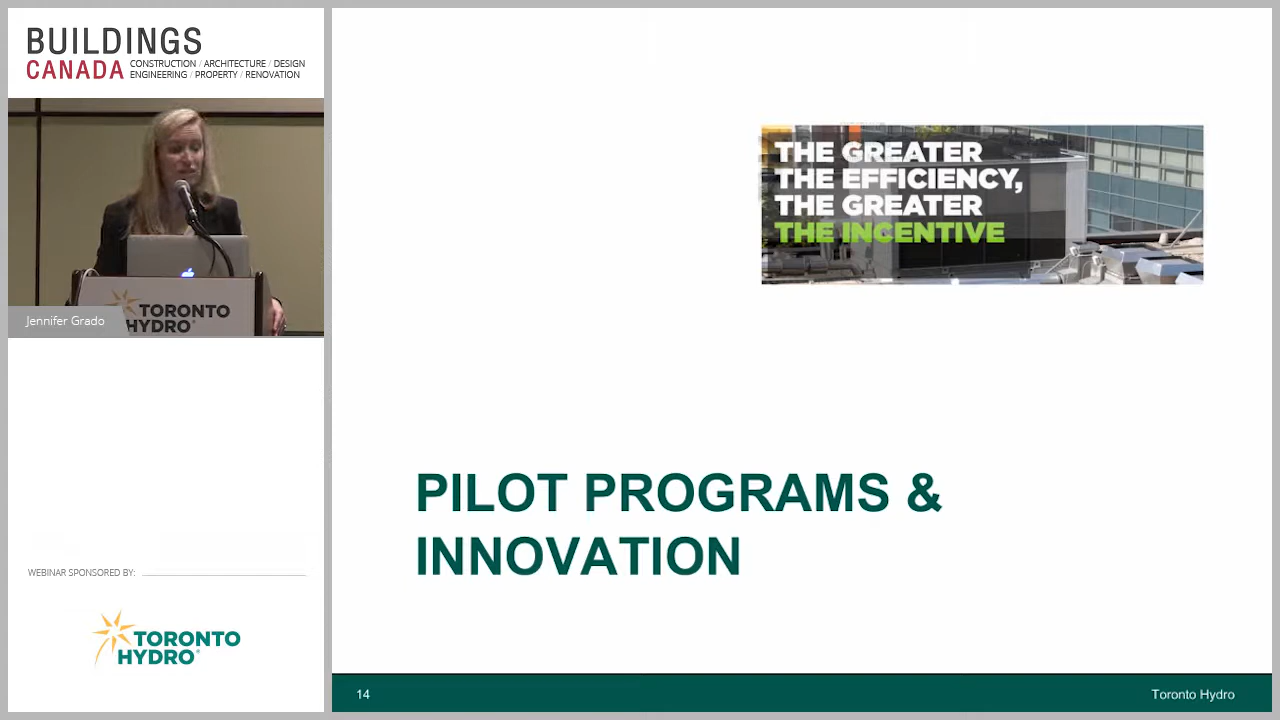 BUILDINGS
CANADA
CONSTRUCTION / ARCHITECTURE / DESIGN
ENGINEERING / PROPERTY / RENOVATION
TORONTO
HYDRO
Jennifer Grado
WEBINAR SPONSORED BY:
TORONTO
HYDRO
THE GREATER
THE EFFICIENCY,
THE GREATER
THE INCENTIVE
PILOT PROGRAMS &
INNOVATION
14
Toronto Hydro